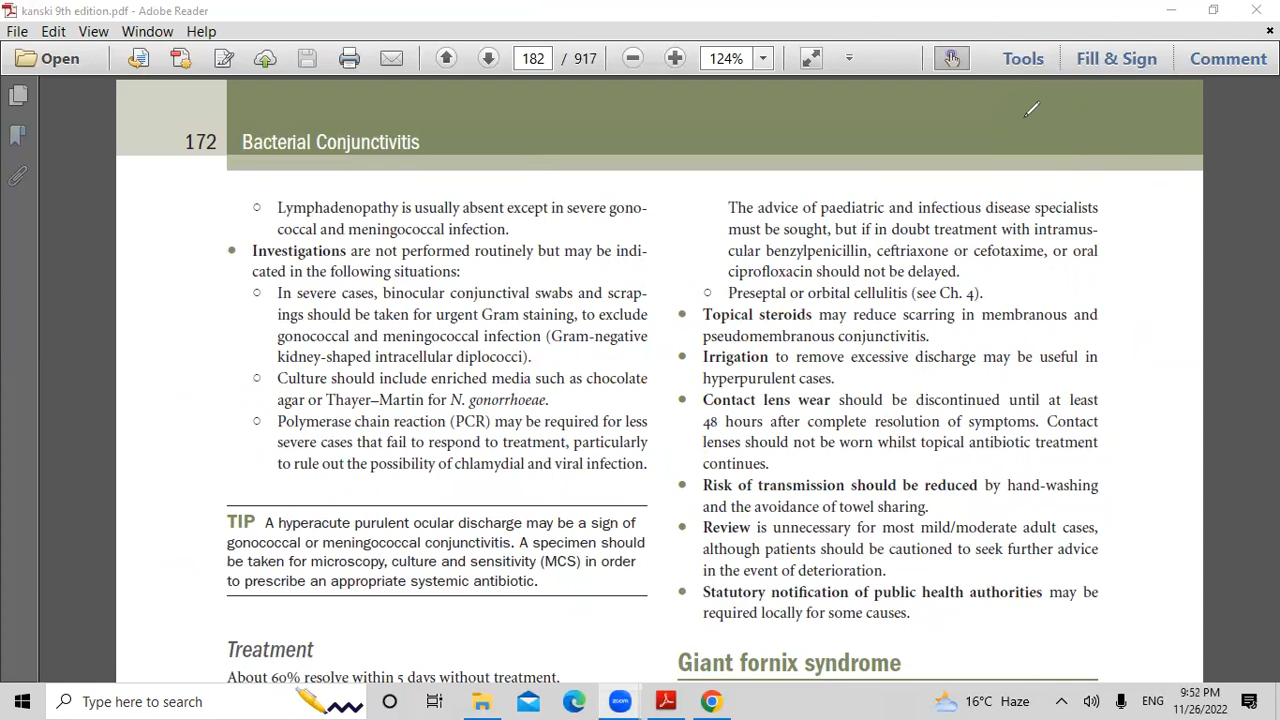 kanski 9th edition.pdf - Adobe Reader
File Edit View Window Help
Open 182 / 917 124% Tools Fill & Sign Comment
172 Bacterial Conjunctivitis
○ Lymphadenopathy is usually absent except in severe gono-
coccal and meningococcal infection.
• Investigations are not performed routinely but may be indi-
cated in the following situations:
○ In severe cases, binocular conjunctival swabs and scrap-
ings should be taken for urgent Gram staining, to exclude
gonococcal and meningococcal infection (Gram-negative
kidney-shaped intracellular diplococci).
○ Culture should include enriched media such as chocolate
agar or Thayer–Martin for N. gonorrhoeae.
○ Polymerase chain reaction (PCR) may be required for less
severe cases that fail to respond to treatment, particularly
to rule out the possibility of chlamydial and viral infection.
TIP A hyperacute purulent ocular discharge may be a sign of
gonococcal or meningococcal conjunctivitis. A specimen should
be taken for microscopy, culture and sensitivity (MCS) in order
to prescribe an appropriate systemic antibiotic.
Treatment
About 60% resolve within 5 days without treatment.
The advice of paediatric and infectious disease specialists
must be sought, but if in doubt treatment with intramus-
cular benzylpenicillin, ceftriaxone or cefotaxime, or oral
ciprofloxacin should not be delayed.
○ Preseptal or orbital cellulitis (see Ch. 4).
• Topical steroids may reduce scarring in membranous and
pseudomembranous conjunctivitis.
• Irrigation to remove excessive discharge may be useful in
hyperpurulent cases.
• Contact lens wear should be discontinued until at least
48 hours after complete resolution of symptoms. Contact
lenses should not be worn whilst topical antibiotic treatment
continues.
• Risk of transmission should be reduced by hand-washing
and the avoidance of towel sharing.
• Review is unnecessary for most mild/moderate adult cases,
although patients should be cautioned to seek further advice
in the event of deterioration.
• Statutory notification of public health authorities may be
required locally for some causes.
Giant fornix syndrome
Type here to search
zoom
16°C Haze
ENG
9:52 PM
11/26/2022